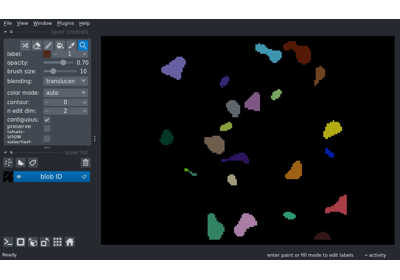 File View Window Plugins Help
layer controls
label: 1
opacity: 0.70
brush size: 10
blending: translucen
color mode: auto
contour: 0
n edit dim: 2
contiguous:
preserve
labels:
show
selected:
layer list
blob ID
Ready enter paint or fill mode to edit labels activity